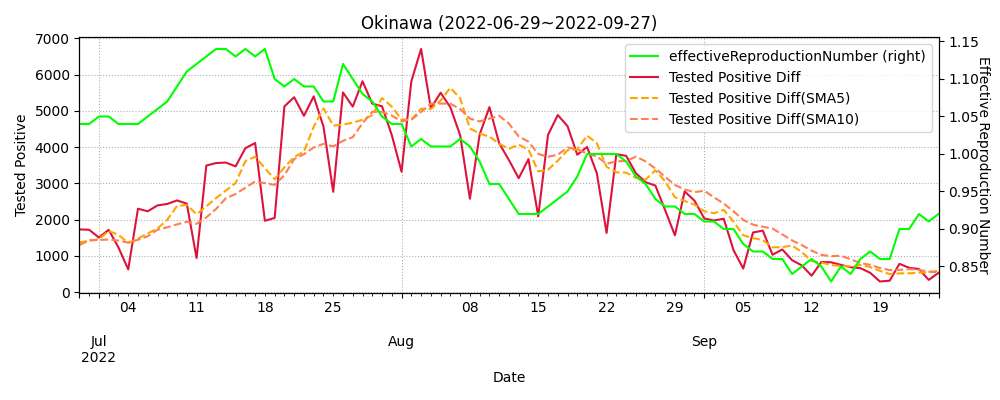 Okinawa (2022-06-29~2022-09-27)
effectiveReproductionNumber (right)
Tested Positive Diff
Tested Positive Diff(SMA5)
Tested Positive Diff(SMA10)
Tested Positive
7000
6000
5000
4000
3000
2000
1000
0
1.15
1.10
1.05
1.00
0.95
0.90
0.85
Effective Reproduction Number
04 11 18 25 08 15 22 29 05 12 19
Jul Aug Sep
2022
Date